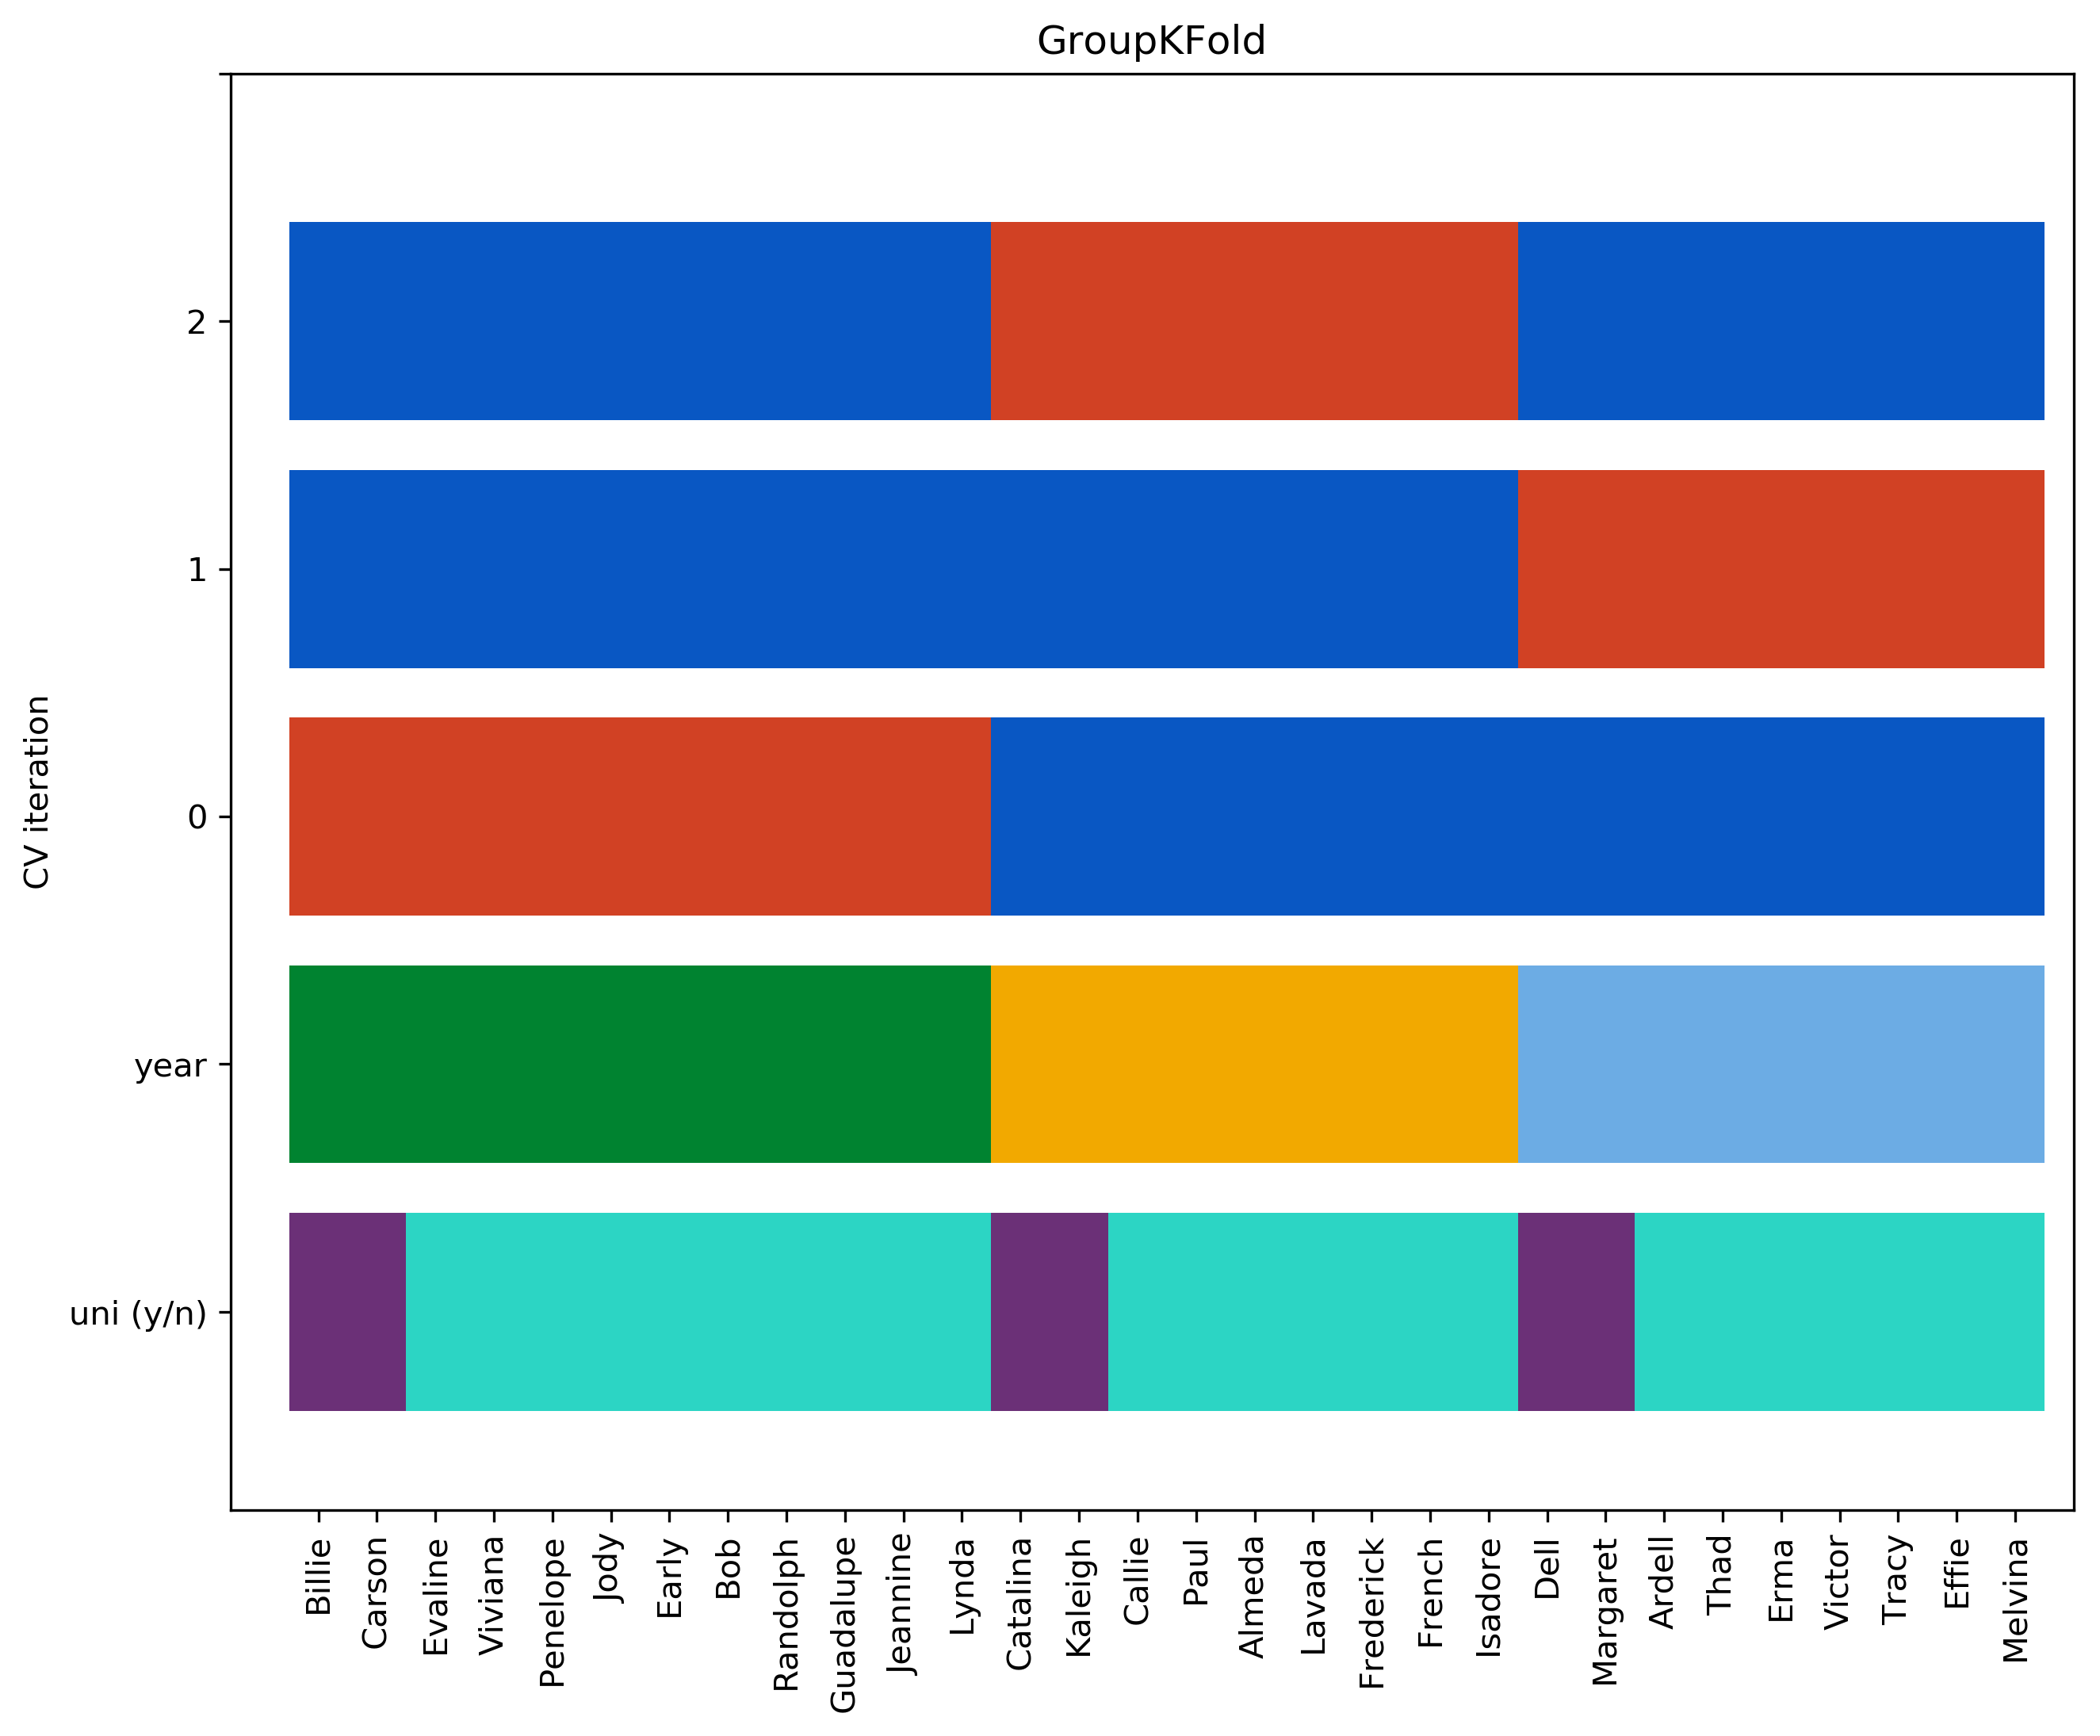 GroupKFold
CV iteration
2
1
0
year
uni (y/n)
Billie
Carson
Evaline
Viviana
Penelope
Jody
Early
Bob
Randolph
Guadalupe
Jeannine
Lynda
Catalina
Kaleigh
Callie
Paul
Almeda
Lavada
Frederick
French
Isadore
Dell
Margaret
Ardell
Thad
Erma
Victor
Tracy
Effie
Melvina